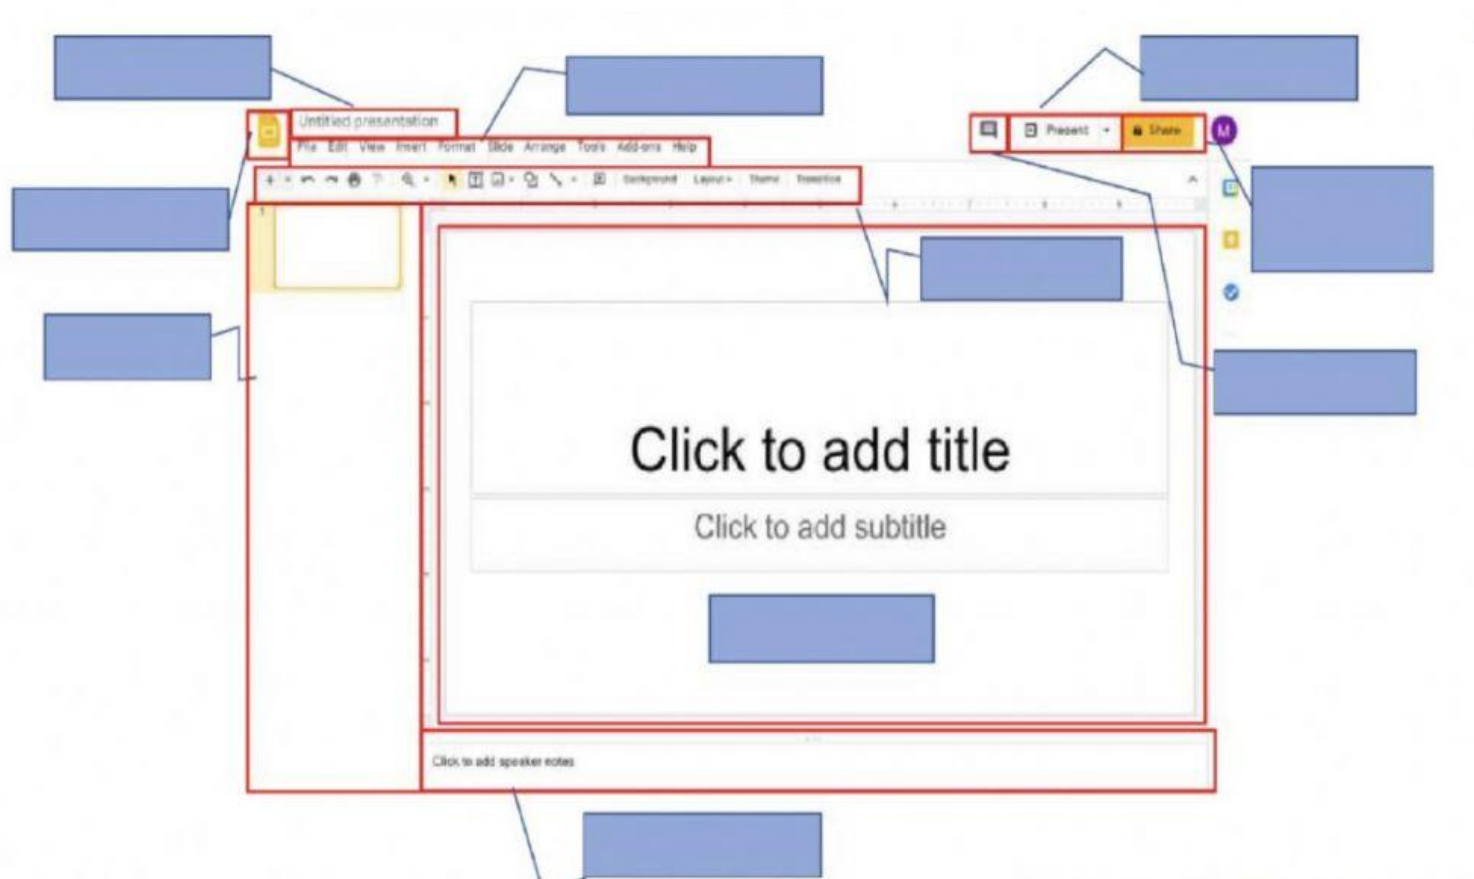 Untitled presentation
File Edit View Insert Format Slide Arrange Tools Add-ons Help
Present
Share
M
Background Layout Theme Transition
1
Click to add title
Click to add subtitle
Click to add speaker notes